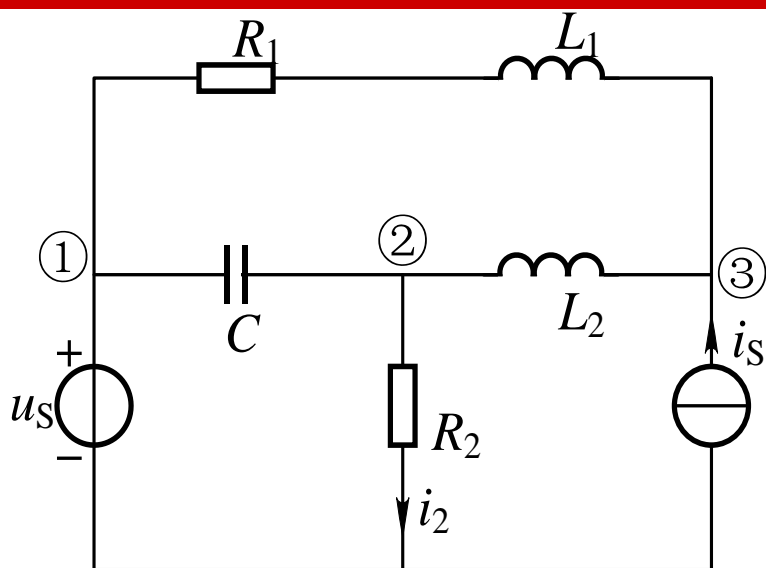 R₁ L₁
① ② ③
C L₂
+ iS
uS
R₂
−
i₂